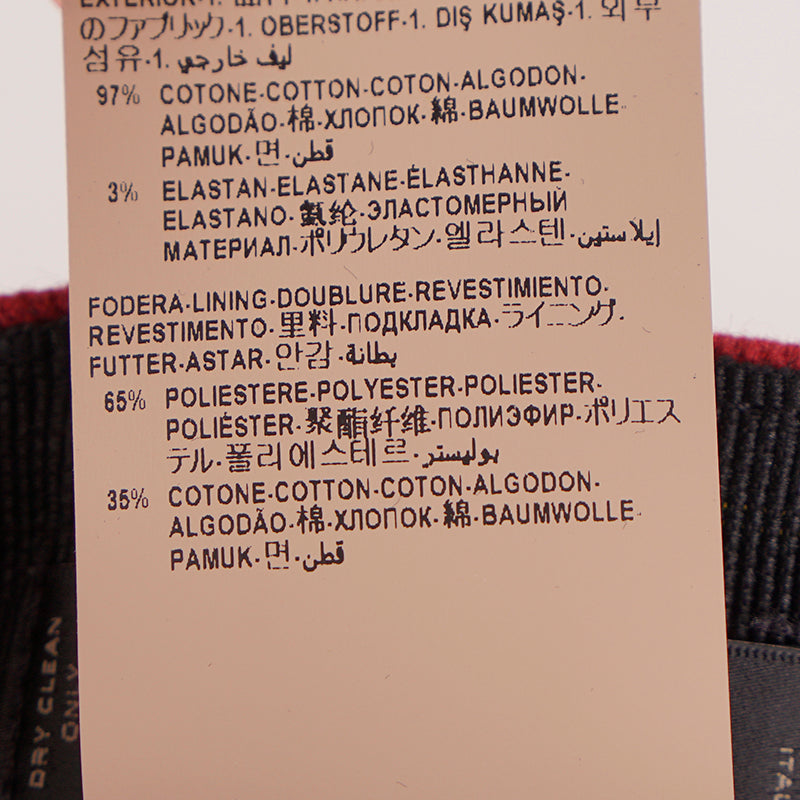 のファブリック-1. OBERSTOFF-1. DIŞ KUMAŞ-1. 외부
섬유-1. ليف خارجي
97% COTONE-COTTON-COTON-ALGODON-
ALGODÃO-棉-ХЛОПОК-綿-BAUMWOLLE
PAMUK-면-قطن
3% ELASTAN-ELASTANE-ÉLASTHANNE-
ELASTANO-氨纶-ЭЛАСТОМЕРНЫЙ
МАТЕРИАЛ-ポリウレタン-엘라스텐-إيلاستين
FODERA-LINING-DOUBLURE-REVESTIMIENTO-
REVESTIMENTO-里料-ПОДКЛАДКА-ライニング-
FUTTER-ASTAR-안감-بطانة
65% POLIESTERE-POLYESTER-POLIESTER-
POLIÉSTER-聚酯纤维-ПОЛИЭФИР-ポリエス
テル-폴리에스테르-بوليستر
35% COTONE-COTTON-COTON-ALGODON-
ALGODÃO-棉-ХЛОПОК-綿-BAUMWOLLE
PAMUK-면-قطن
DRY CLEAN
ONLY